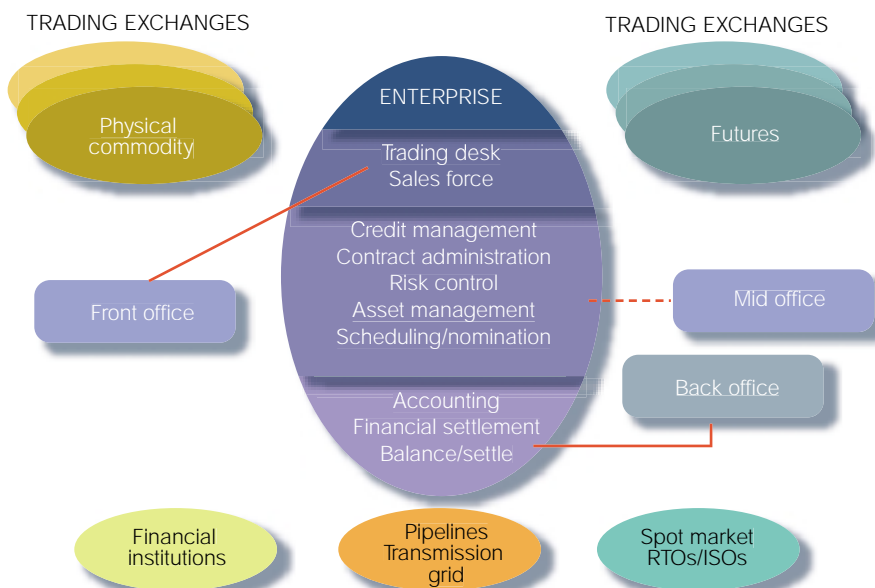 TRADING EXCHANGES
TRADING EXCHANGES
Physical
commodity
ENTERPRISE
Futures
Trading desk
Sales force
Credit management
Contract administration
Risk control
Asset management
Scheduling/nomination
Front office
Mid office
Back office
Accounting
Financial settlement
Balance/settle
Financial
institutions
Pipelines
Transmission
grid
Spot market
RTOs/ISOs